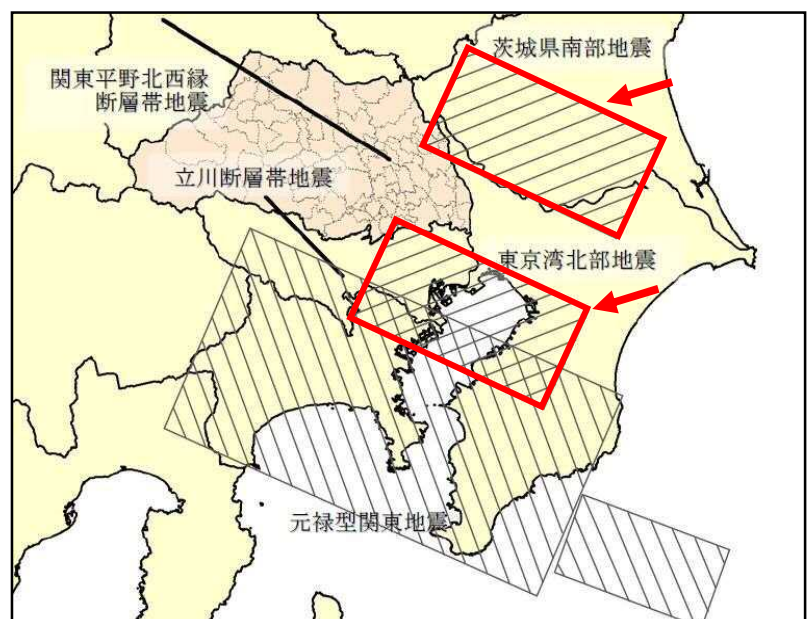 茨城県南部地震
関東平野北西縁
断層帯地震
立川断層帯地震
東京湾北部地震
元禄型関東地震